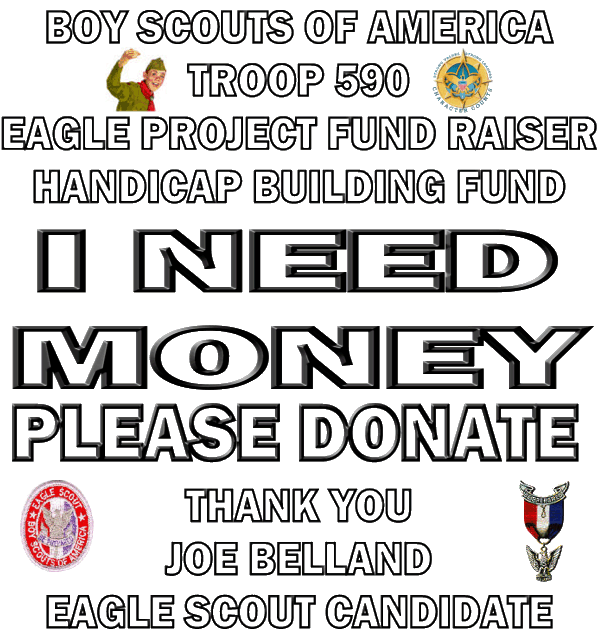 BOY SCOUTS OF AMERICA
TROOP 590
CHARACTER COUNTS
EAGLE PROJECT FUND RAISER
HANDICAP BUILDING FUND
I NEED
MONEY
PLEASE DONATE
EAGLE SCOUT
BOY SCOUTS OF AMERICA
THANK YOU
JOE BELLAND
EAGLE SCOUT CANDIDATE